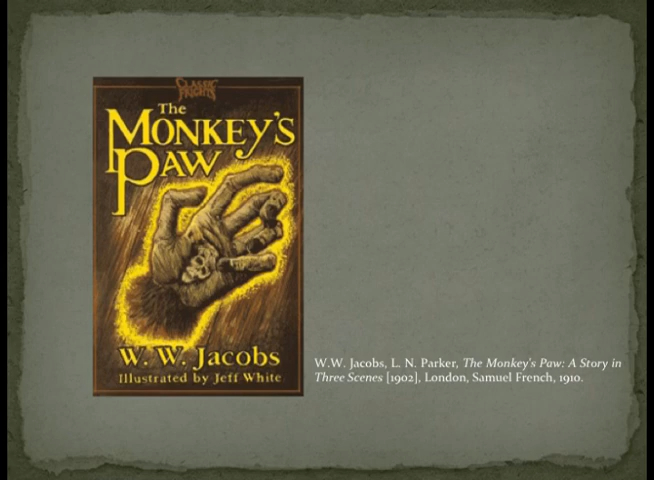 CLASSIC
FRIGHTS
The
MONKEY'S
PAW
W. W. Jacobs
Illustrated by Jeff White
W.W. Jacobs, L. N. Parker, The Monkey's Paw: A Story in
Three Scenes [1902], London, Samuel French, 1910.